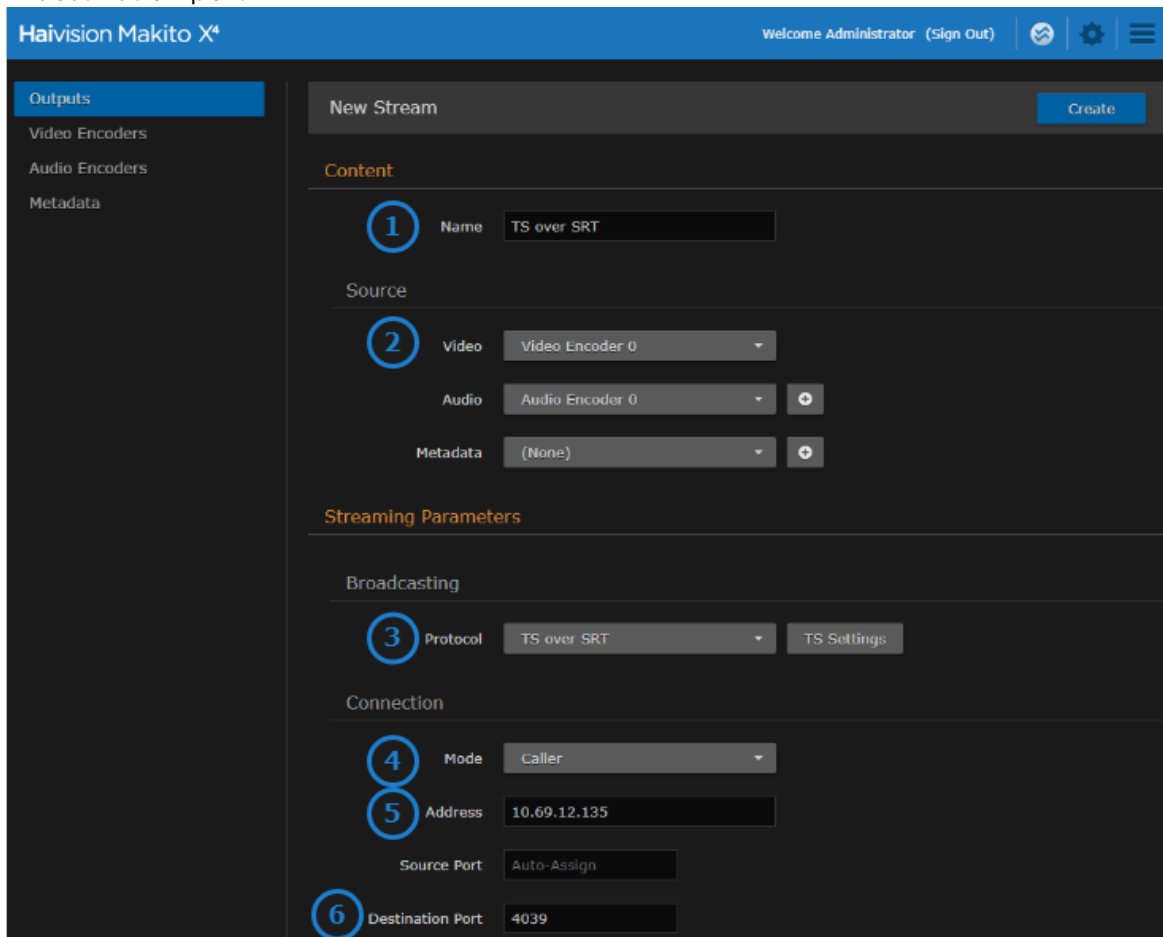 Haivision Makito X⁴
Welcome Administrator (Sign Out)
Outputs
Video Encoders
Audio Encoders
Metadata
New Stream
Create
Content
1 Name TS over SRT
Source
2 Video Video Encoder 0
Audio Audio Encoder 0
Metadata (None)
Streaming Parameters
Broadcasting
3 Protocol TS over SRT TS Settings
Connection
4 Mode Caller
5 Address 10.69.12.135
Source Port Auto-Assign
6 Destination Port 4039